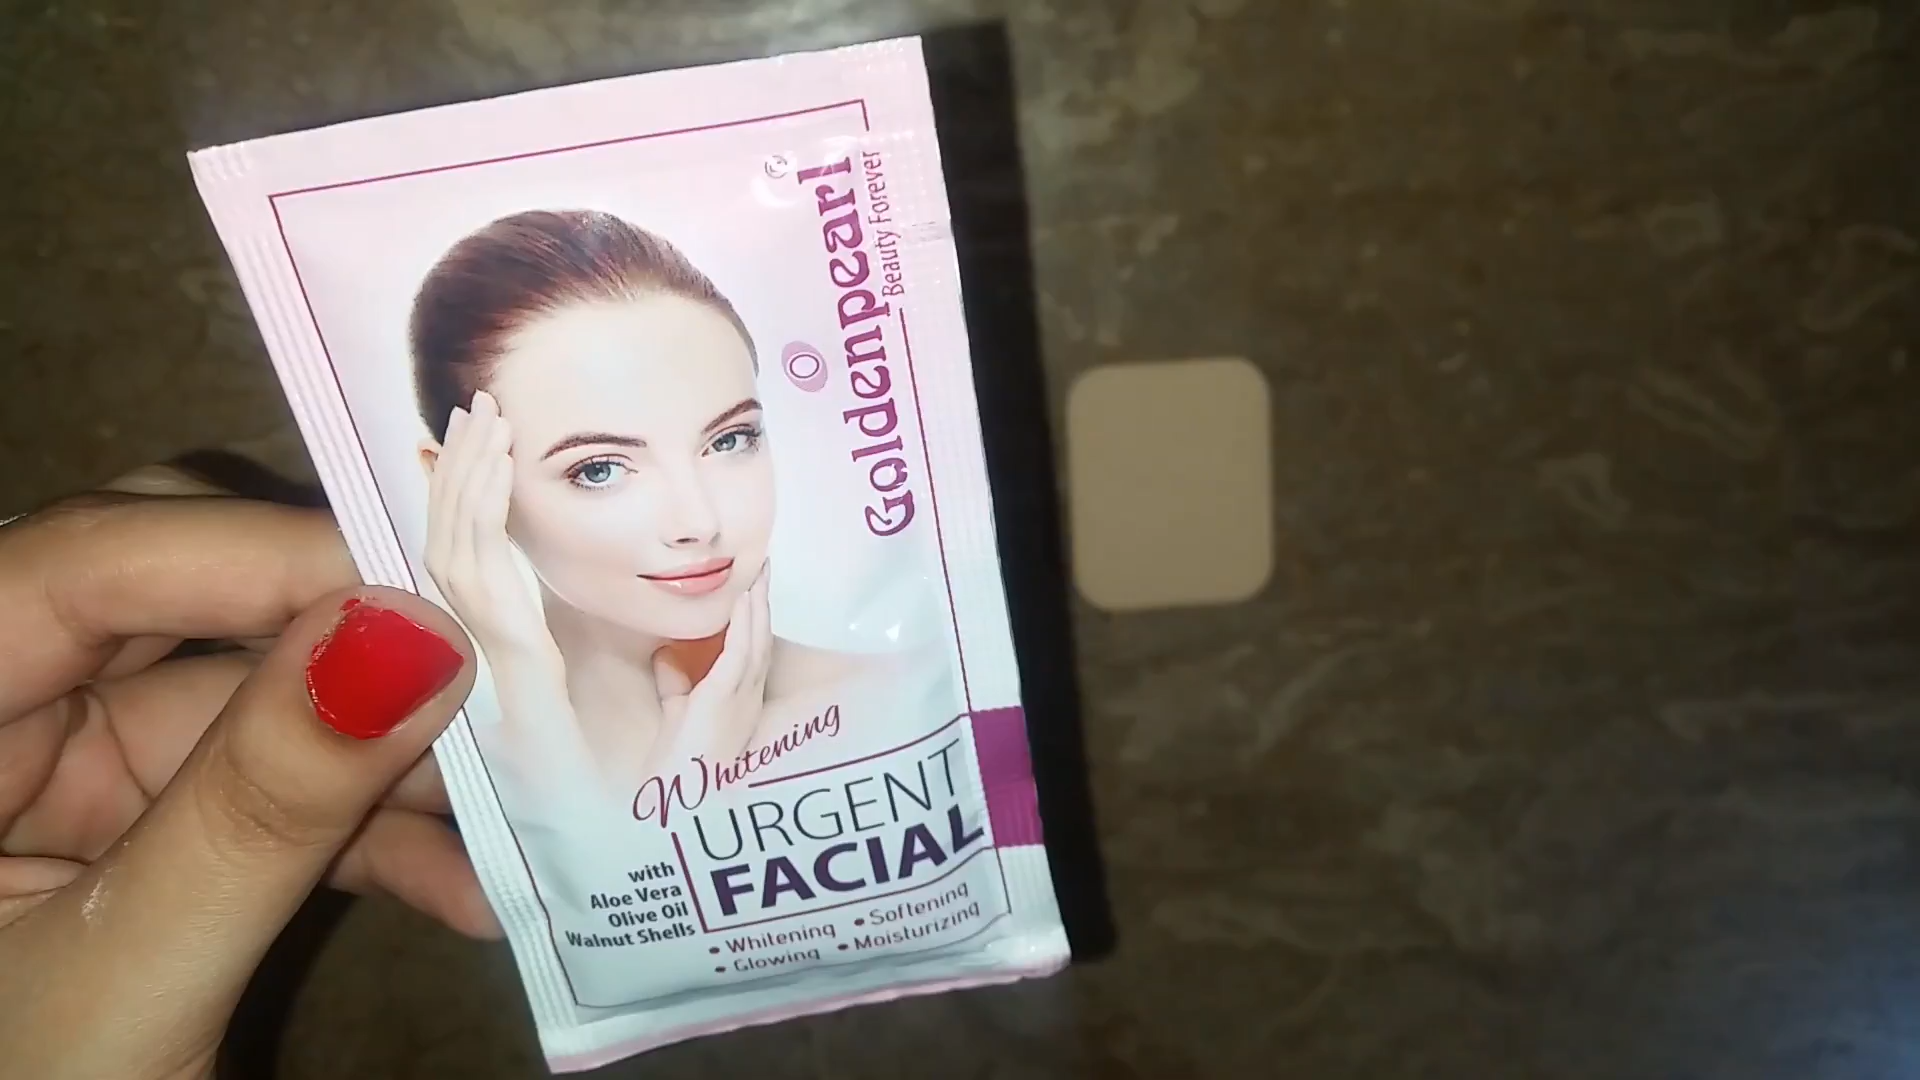 Goldenpearl®
Beauty Forever
Whitening
URGENT
FACIAL
with
Aloe Vera
Olive Oil
Walnut Shells
• Whitening • Softening
• Glowing • Moisturizing